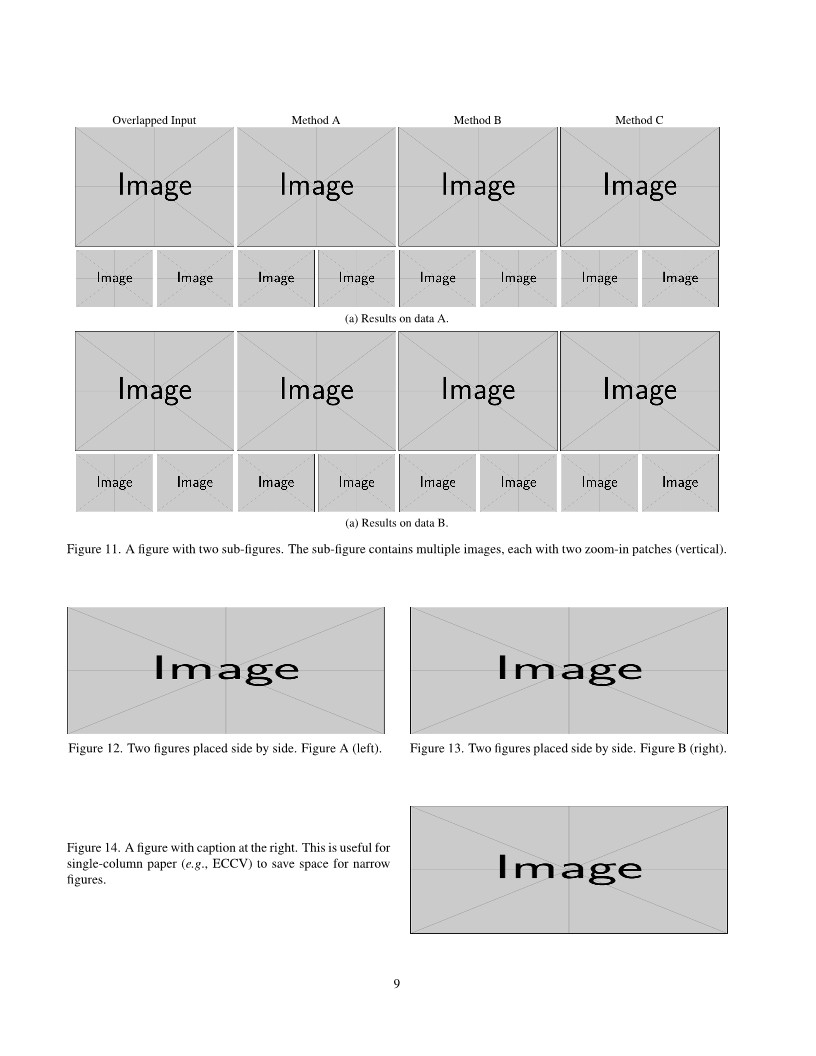 Overlapped Input Method A Method B Method C
Image Image Image Image
Image Image Image Image Image Image Image Image
(a) Results on data A.
Image Image Image Image
Image Image Image Image Image Image Image Image
(a) Results on data B.
Figure 11. A figure with two sub-figures. The sub-figure contains multiple images, each with two zoom-in patches (vertical).
Image Image
Figure 12. Two figures placed side by side. Figure A (left).
Figure 13. Two figures placed side by side. Figure B (right).
Figure 14. A figure with caption at the right. This is useful for
single-column paper (e.g., ECCV) to save space for narrow
figures.
Image
9